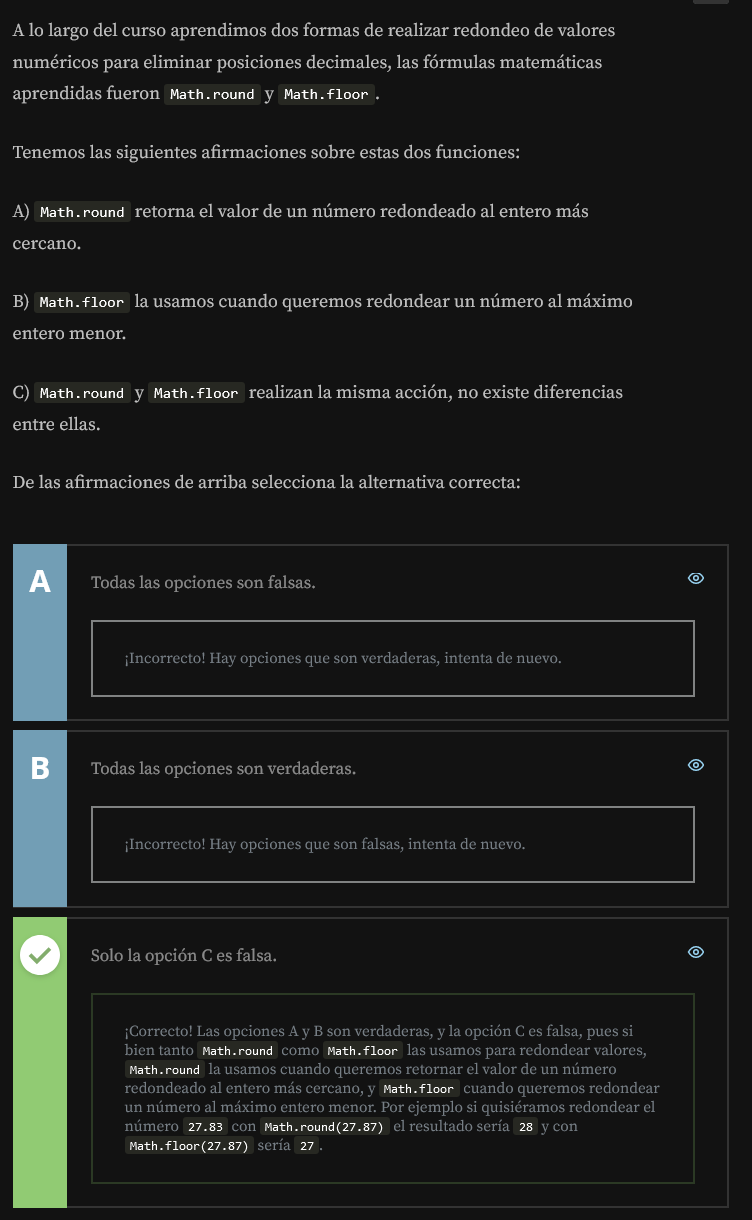 A lo largo del curso aprendimos dos formas de realizar redondeo de valores
numéricos para eliminar posiciones decimales, las fórmulas matemáticas
aprendidas fueron Math.round y Math.floor.
Tenemos las siguientes afirmaciones sobre estas dos funciones:
A) Math.round retorna el valor de un número redondeado al entero más
cercano.
B) Math.floor la usamos cuando queremos redondear un número al máximo
entero menor.
C) Math.round y Math.floor realizan la misma acción, no existe diferencias
entre ellas.
De las afirmaciones de arriba selecciona la alternativa correcta:
A
Todas las opciones son falsas.
¡Incorrecto! Hay opciones que son verdaderas, intenta de nuevo.
B
Todas las opciones son verdaderas.
¡Incorrecto! Hay opciones que son falsas, intenta de nuevo.
Solo la opción C es falsa.
¡Correcto! Las opciones A y B son verdaderas, y la opción C es falsa, pues si
bien tanto Math.round como Math.floor las usamos para redondear valores,
Math.round la usamos cuando queremos retornar el valor de un número
redondeado al entero más cercano, y Math.floor cuando queremos redondear
un número al máximo entero menor. Por ejemplo si quisiéramos redondear el
número 27.83 con Math.round(27.87) el resultado sería 28 y con
Math.floor(27.87) sería 27.